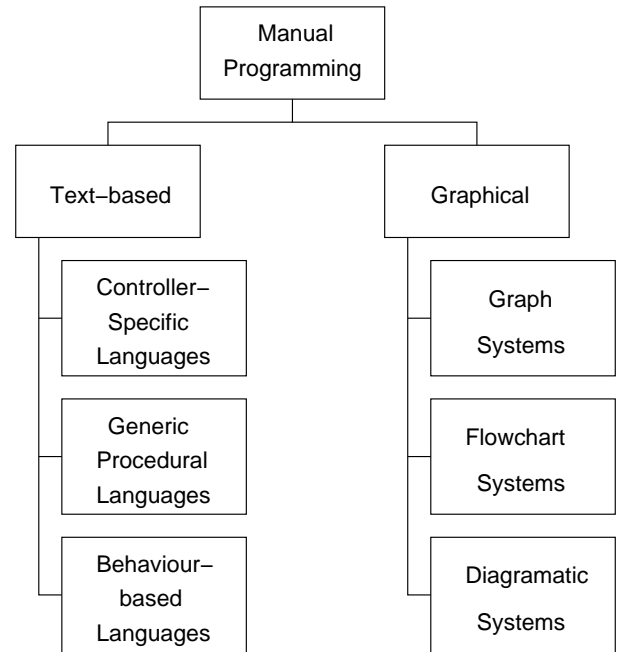 Manual
Programming
Text−based
Graphical
Controller−
Specific
Languages
Generic
Procedural
Languages
Behaviour−
based
Languages
Graph
Systems
Flowchart
Systems
Diagramatic
Systems